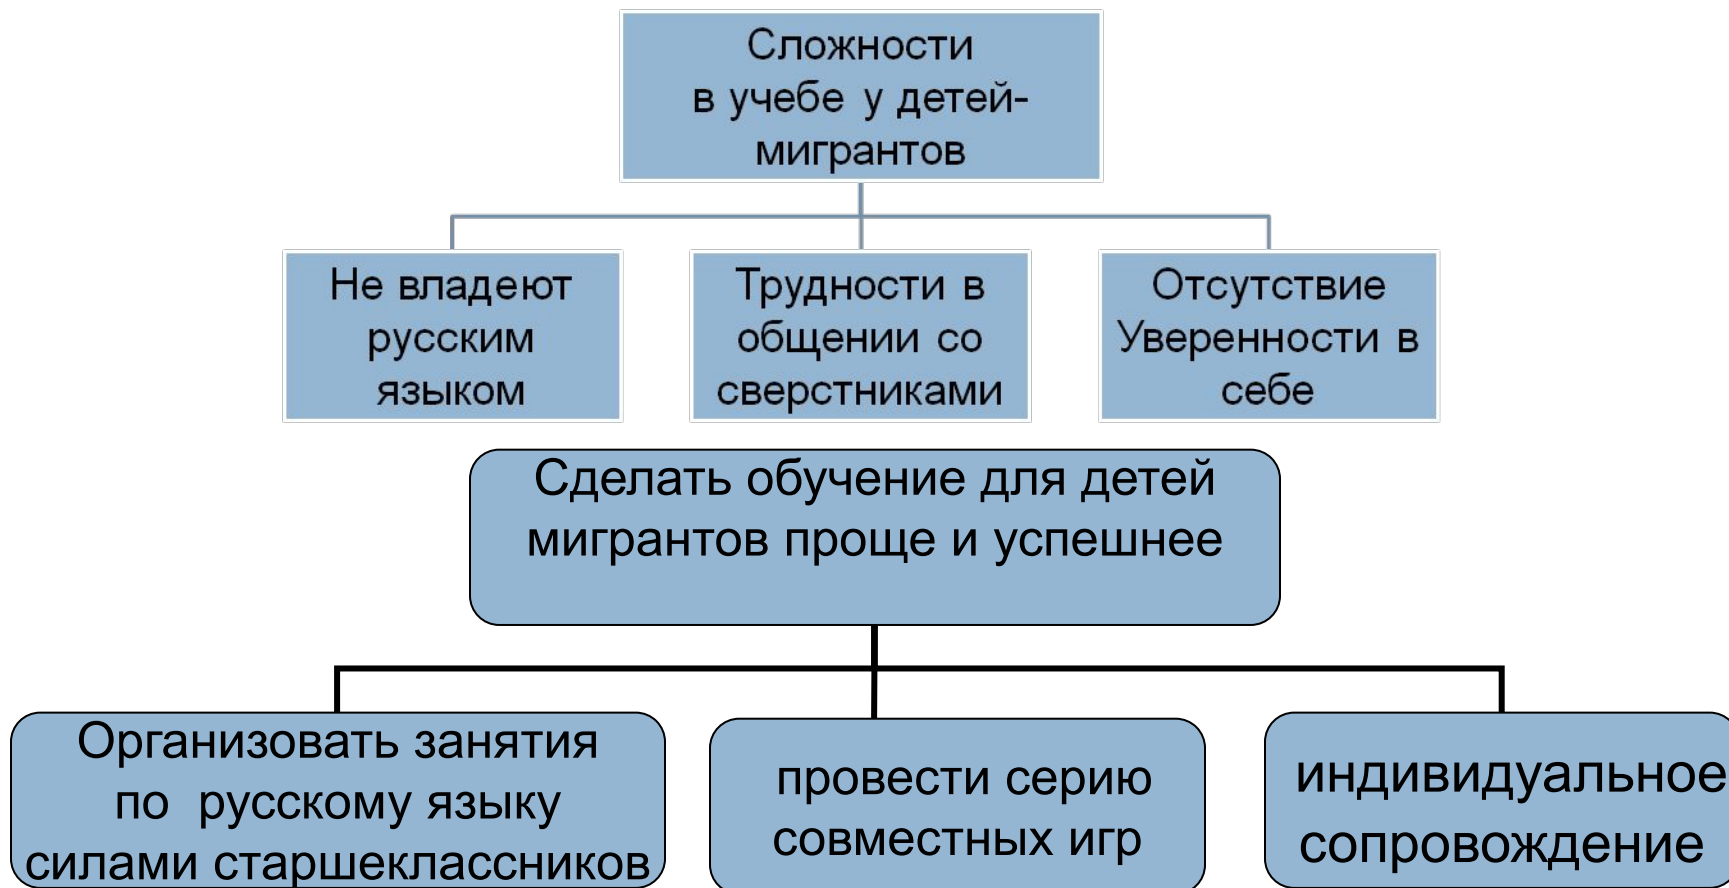 Сложности
в учебе у детей-
мигрантов
Не владеют
русским
языком
Трудности в
общении со
сверстниками
Отсутствие
Уверенности в
себе
Сделать обучение для детей
мигрантов проще и успешнее
Организовать занятия
по русскому языку
силами старшеклассников
провести серию
совместных игр
индивидуальное
сопровождение